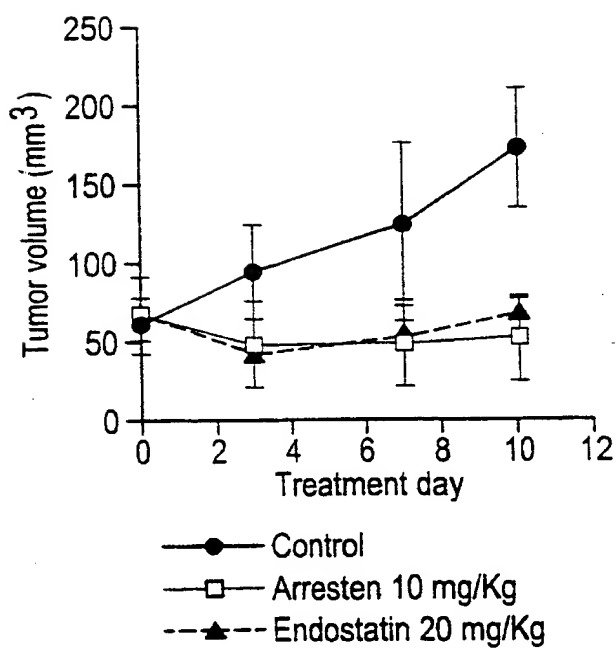 250
200
150
100
50
0
Tumor volume (mm3)
0 2 4 6 8 10 12
Treatment day
Control
Arresten 10 mg/Kg
Endostatin 20 mg/Kg